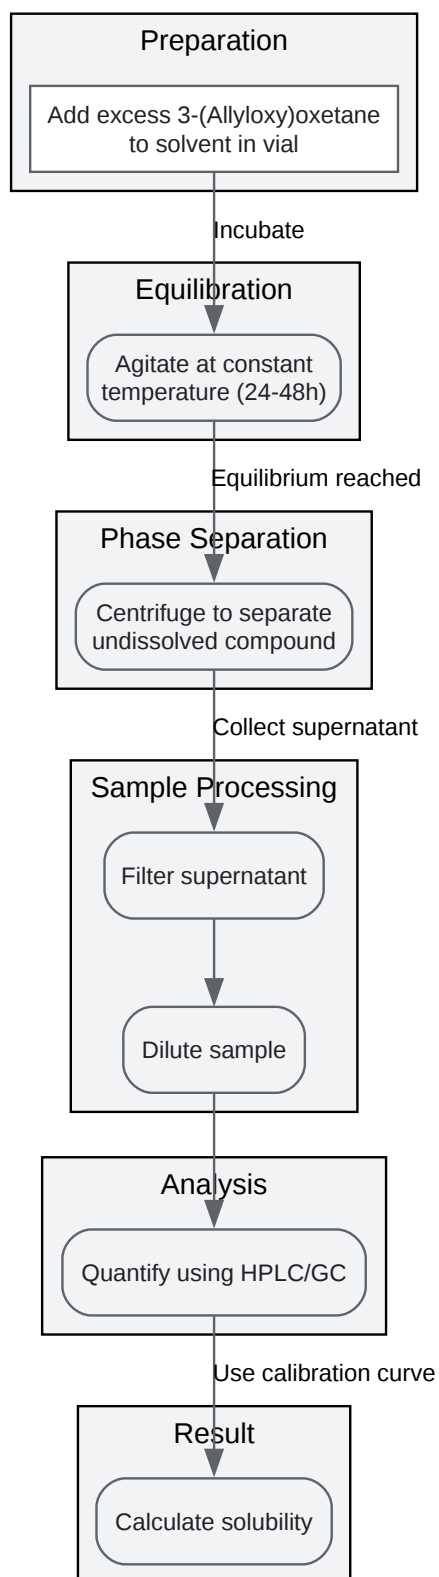 Preparation
Add excess 3-(Allyloxy)oxetane
to solvent in vial
Incubate
Equilibration
Agitate at constant
temperature (24-48h)
Equilibrium reached
Phase Separation
Centrifuge to separate
undissolved compound
Collect supernatant
Sample Processing
Filter supernatant
Dilute sample
Analysis
Quantify using HPLC/GC
Use calibration curve
Result
Calculate solubility